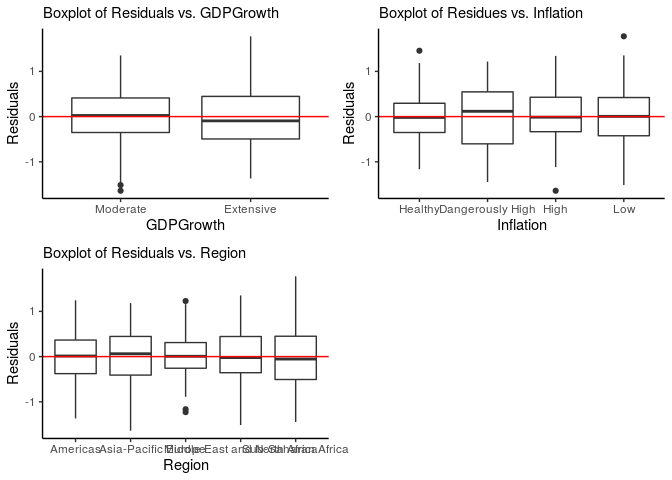 Boxplot of Residuals vs. GDPGrowth
Residuals
1
0
-1
Moderate Extensive
GDPGrowth
Boxplot of Residues vs. Inflation
Residuals
1
0
-1
Healthy Dangerously High High Low
Inflation
Boxplot of Residuals vs. Region
Residuals
1
0
-1
Americas Asia-Pacific Europe Middle East and North Africa Sub-Saharan Africa
Region